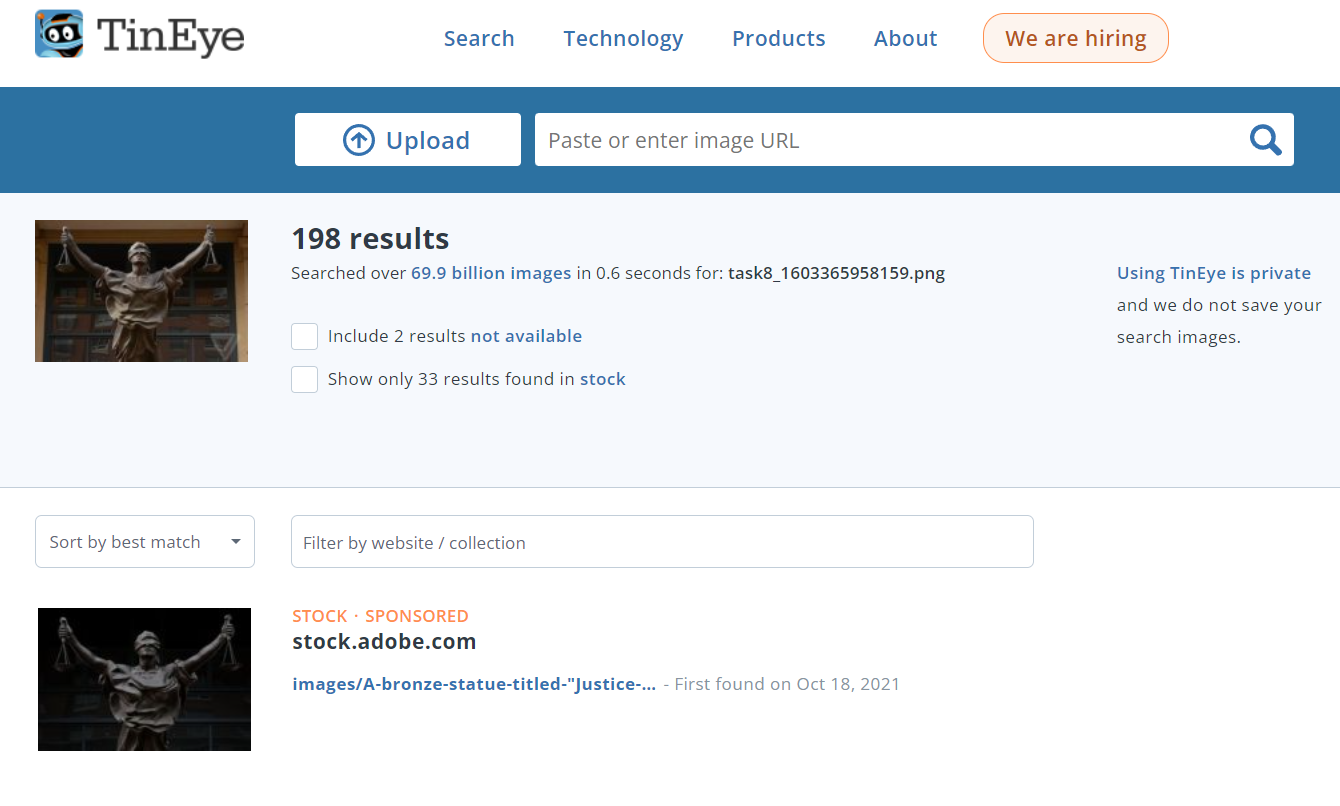 TinEye
Search Technology Products About We are hiring
Upload Paste or enter image URL
198 results
Searched over 69.9 billion images in 0.6 seconds for: task8_1603365958159.png
Using TinEye is private
and we do not save your
search images.
Include 2 results not available
Show only 33 results found in stock
Sort by best match Filter by website / collection
STOCK · SPONSORED
stock.adobe.com
images/A-bronze-statue-titled-"Justice-... - First found on Oct 18, 2021